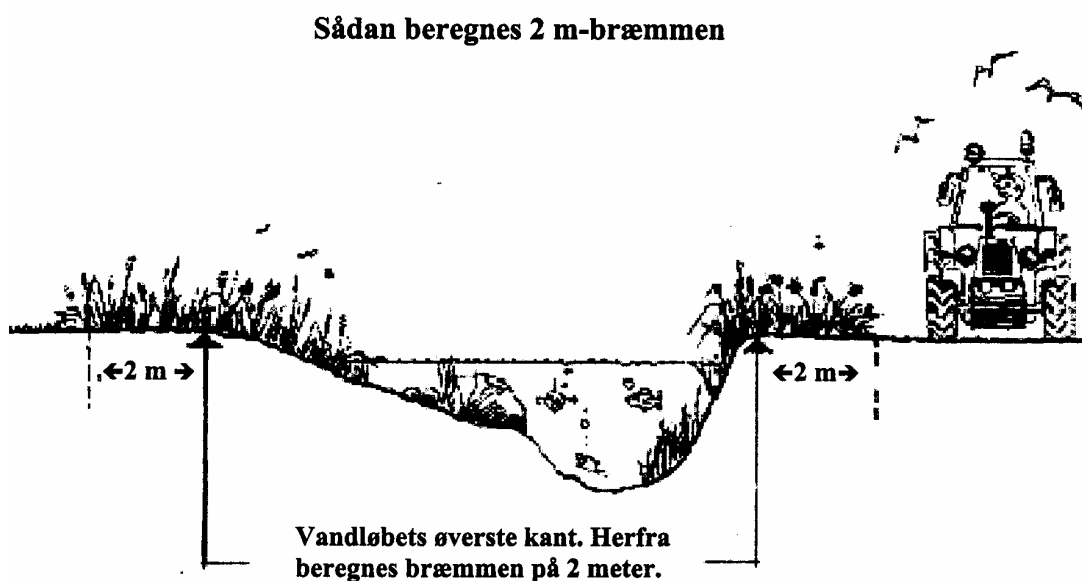 Sådan beregnes 2 m-bræmmen
←2 m→
←2 m→
Vandløbets øverste kant. Herfra
beregnes bræmmen på 2 meter.